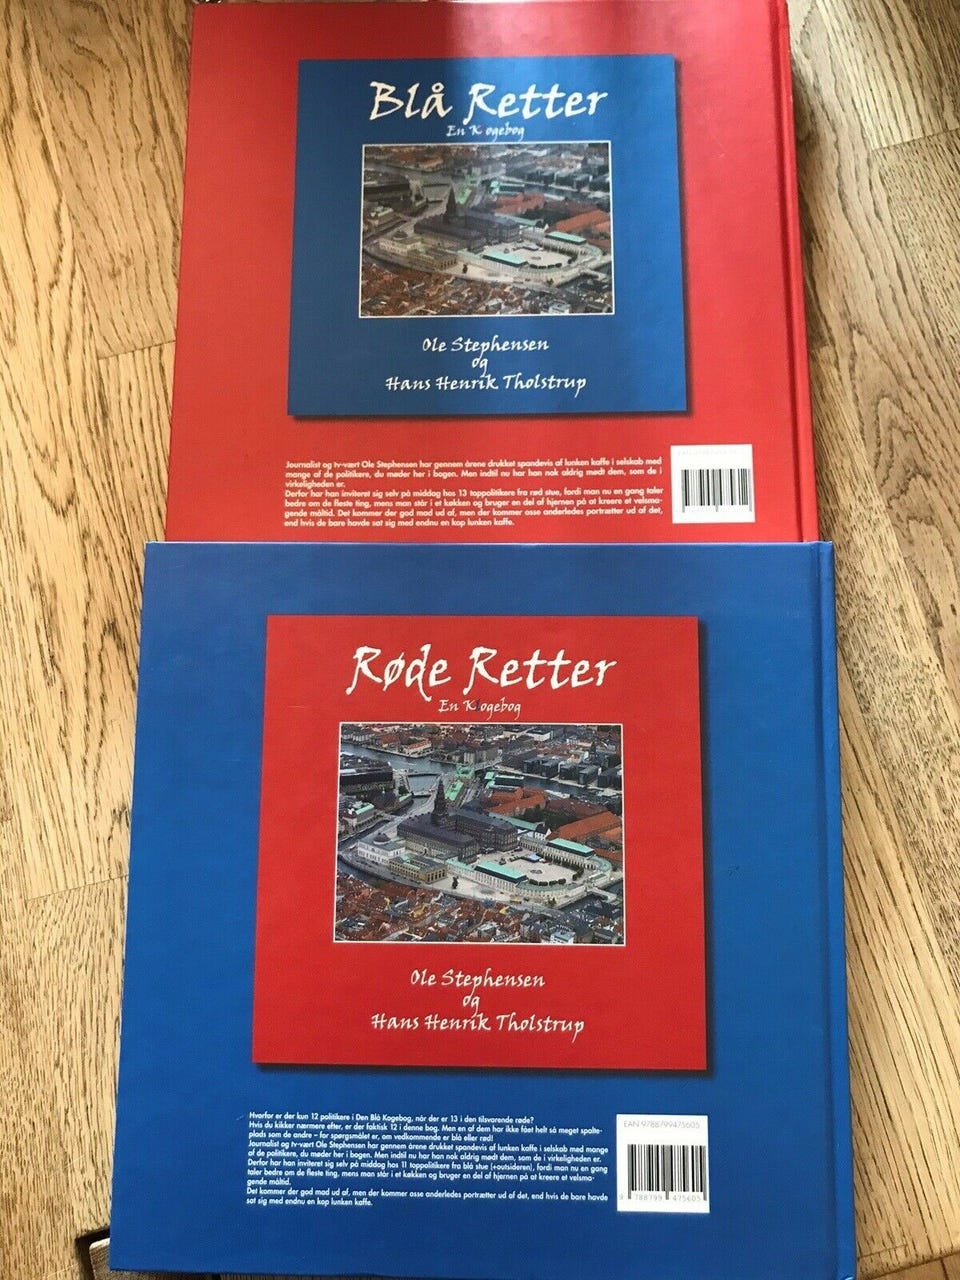 Blå Retter
En K ogebog
Ole Stephensen
og
Hans Henrik Tholstrup
Journalist og tv-vært Ole Stephensen har gennem årene drukket spandevis af lunken kaffe i selskab med
mange af de politikere, du møder her i bogen. Men indtil nu har han nok aldrig mødt dem, som de i
virkeligheden er.
Derfor har han inviteret sig selv på middag hos 13 toppolitikere fra rød stue, fordi man nu en gang taler
bedre om de fleste ting, mens man står i et køkken og bruger en del af hjernen på at kreere et velsma-
gende måltid. Det kommer der god mad ud af, men der kommer osse anderledes portrætter ud af det,
end hvis de bare havde sat sig med endnu en kop lunken kaffe.
Røde Retter
En Klogebog
Ole Stephensen
og
Hans Henrik Tholstrup
Hvorfor er der kun 12 politikere i Den Blå Kogebog, når der er 13 i den tilsvarende røde?
Hvis du kikker nærmere efter, er der faktisk 12 i denne bog. Men en af dem har ikke fået helt så meget spalte-
plads som de andre – for spørgsmålet er, om vedkommende er blå eller rød!
Journalist og tv-vært Ole Stephensen har gennem årene drukket spandevis af lunken kaffe i selskab med mange
af de politikere, du møder her i bogen. Men indtil nu har han nok aldrig mødt dem, som de i virkeligheden er.
Derfor har han inviteret sig selv på middag hos 11 toppolitikere fra blå stue (+outsideren), fordi man nu en gang
taler bedre om de fleste ting, mens man står i et køkken og bruger en del af hjernen på at kreere et velsma-
gende måltid.
Det kommer der god mad ud af, men der kommer osse anderledes portrætter ud af det, end hvis de bare havde
sat sig med endnu en kop lunken kaffe.
EAN 9788799475605
9 788799 475605